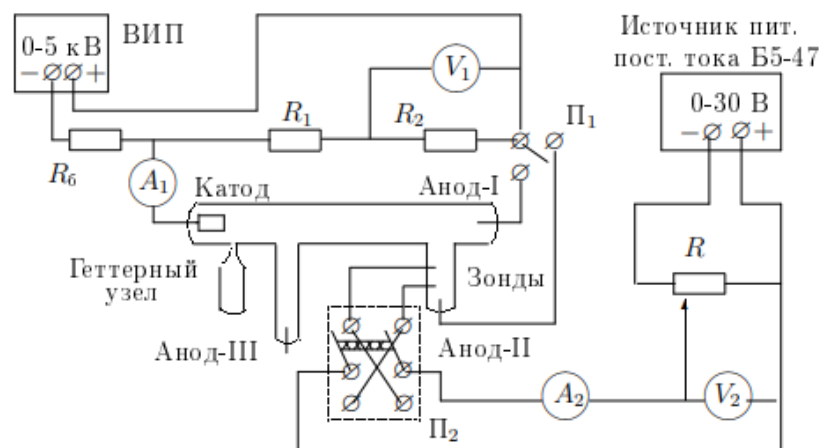 ВИП
0-5 кВ
− +
Источник пит.
пост. тока Б5-47
0-30 В
− +
V₁
R₁
R₂
П₁
R₆
A₁
Катод
Анод-I
R
Геттерный
узел
Зонды
Анод-III
Анод-II
П₂
A₂
V₂